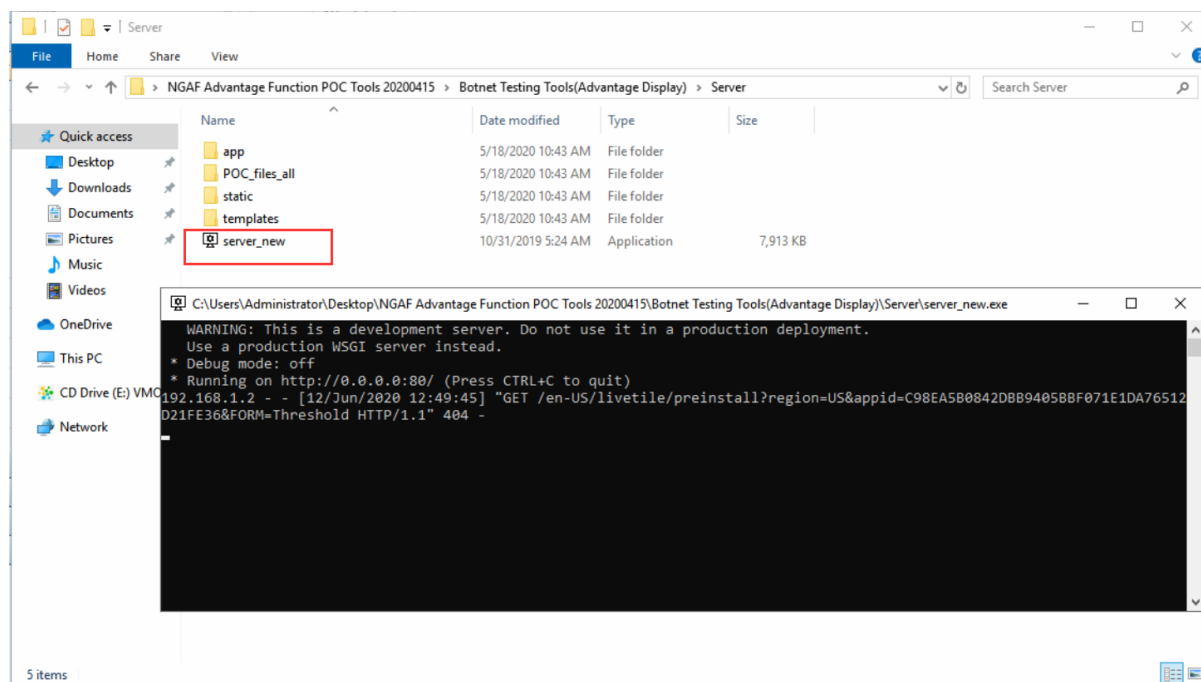 Server
File Home Share View
NGAF Advantage Function POC Tools 20200415 > Botnet Testing Tools(Advantage Display) > Server
Search Server
Name Date modified Type Size
Quick access
Desktop
Downloads
Documents
Pictures
Music
Videos
OneDrive
This PC
CD Drive (E:) VMC
Network
app 5/18/2020 10:43 AM File folder
POC_files_all 5/18/2020 10:43 AM File folder
static 5/18/2020 10:43 AM File folder
templates 5/18/2020 10:43 AM File folder
server_new 10/31/2019 5:24 AM Application 7,913 KB
C:\Users\Administrator\Desktop\NGAF Advantage Function POC Tools 20200415\Botnet Testing Tools(Advantage Display)\Server\server_new.exe
WARNING: This is a development server. Do not use it in a production deployment.
Use a production WSGI server instead.
* Debug mode: off
* Running on http://0.0.0.0:80/ (Press CTRL+C to quit)
192.168.1.2 - - [12/Jun/2020 12:49:45] "GET /en-US/livetile/preinstall?region=US&appid=C98EA5B0842DBB9405BBF071E1DA76512
D21FE36&FORM=Threshold HTTP/1.1" 404 -
5 items